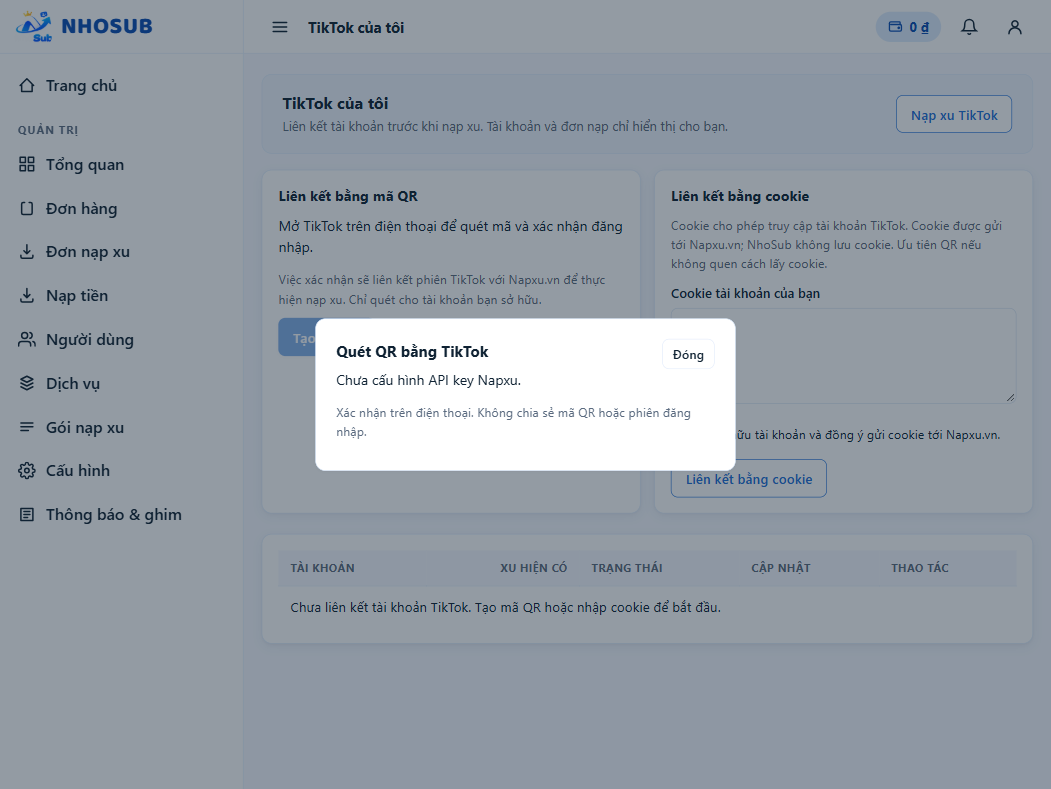 Sub
NHOSUB
TikTok của tôi
0 ₫
Trang chủ
QUẢN TRỊ
Tổng quan
Đơn hàng
Đơn nạp xu
Nạp tiền
Người dùng
Dịch vụ
Gói nạp xu
Cấu hình
Thông báo & ghim
TikTok của tôi
Liên kết tài khoản trước khi nạp xu. Tài khoản và đơn nạp chỉ hiển thị cho bạn.
Nạp xu TikTok
Liên kết bằng mã QR
Mở TikTok trên điện thoại để quét mã và xác nhận đăng
nhập.
Việc xác nhận sẽ liên kết phiên TikTok với Napxu.vn để thực
hiện nạp xu. Chỉ quét cho tài khoản bạn sở hữu.
Tạo
Liên kết bằng cookie
Cookie cho phép truy cập tài khoản TikTok. Cookie được gửi
tới Napxu.vn; NhoSub không lưu cookie. Ưu tiên QR nếu
không quen cách lấy cookie.
Cookie tài khoản của bạn
tài khoản và đồng ý gửi cookie tới Napxu.vn.
Liên kết bằng cookie
Quét QR bằng TikTok
Đóng
Chưa cấu hình API key Napxu.
Xác nhận trên điện thoại. Không chia sẻ mã QR hoặc phiên đăng
nhập.
TÀI KHOẢN XU HIỆN CÓ TRẠNG THÁI CẬP NHẬT THAO TÁC
Chưa liên kết tài khoản TikTok. Tạo mã QR hoặc nhập cookie để bắt đầu.